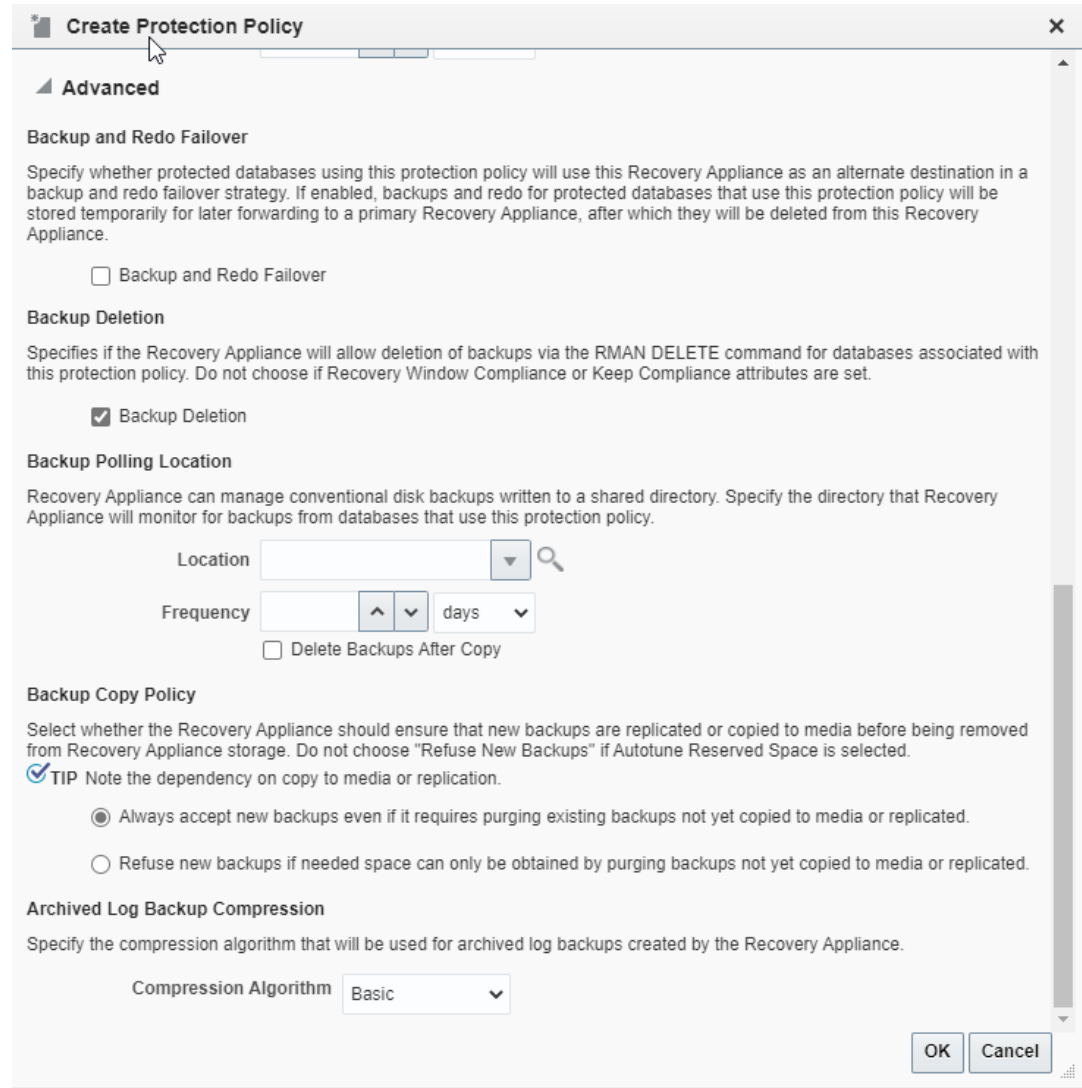 Create Protection Policy
Advanced
Backup and Redo Failover
Specify whether protected databases using this protection policy will use this Recovery Appliance as an alternate destination in a
backup and redo failover strategy. If enabled, backups and redo for protected databases that use this protection policy will be
stored temporarily for later forwarding to a primary Recovery Appliance, after which they will be deleted from this Recovery
Appliance.
Backup and Redo Failover
Backup Deletion
Specifies if the Recovery Appliance will allow deletion of backups via the RMAN DELETE command for databases associated with
this protection policy. Do not choose if Recovery Window Compliance or Keep Compliance attributes are set.
Backup Deletion
Backup Polling Location
Recovery Appliance can manage conventional disk backups written to a shared directory. Specify the directory that Recovery
Appliance will monitor for backups from databases that use this protection policy.
Location
Frequency days
Delete Backups After Copy
Backup Copy Policy
Select whether the Recovery Appliance should ensure that new backups are replicated or copied to media before being removed
from Recovery Appliance storage. Do not choose "Refuse New Backups" if Autotune Reserved Space is selected.
TIP Note the dependency on copy to media or replication.
Always accept new backups even if it requires purging existing backups not yet copied to media or replicated.
Refuse new backups if needed space can only be obtained by purging backups not yet copied to media or replicated.
Archived Log Backup Compression
Specify the compression algorithm that will be used for archived log backups created by the Recovery Appliance.
Compression Algorithm Basic
OK Cancel